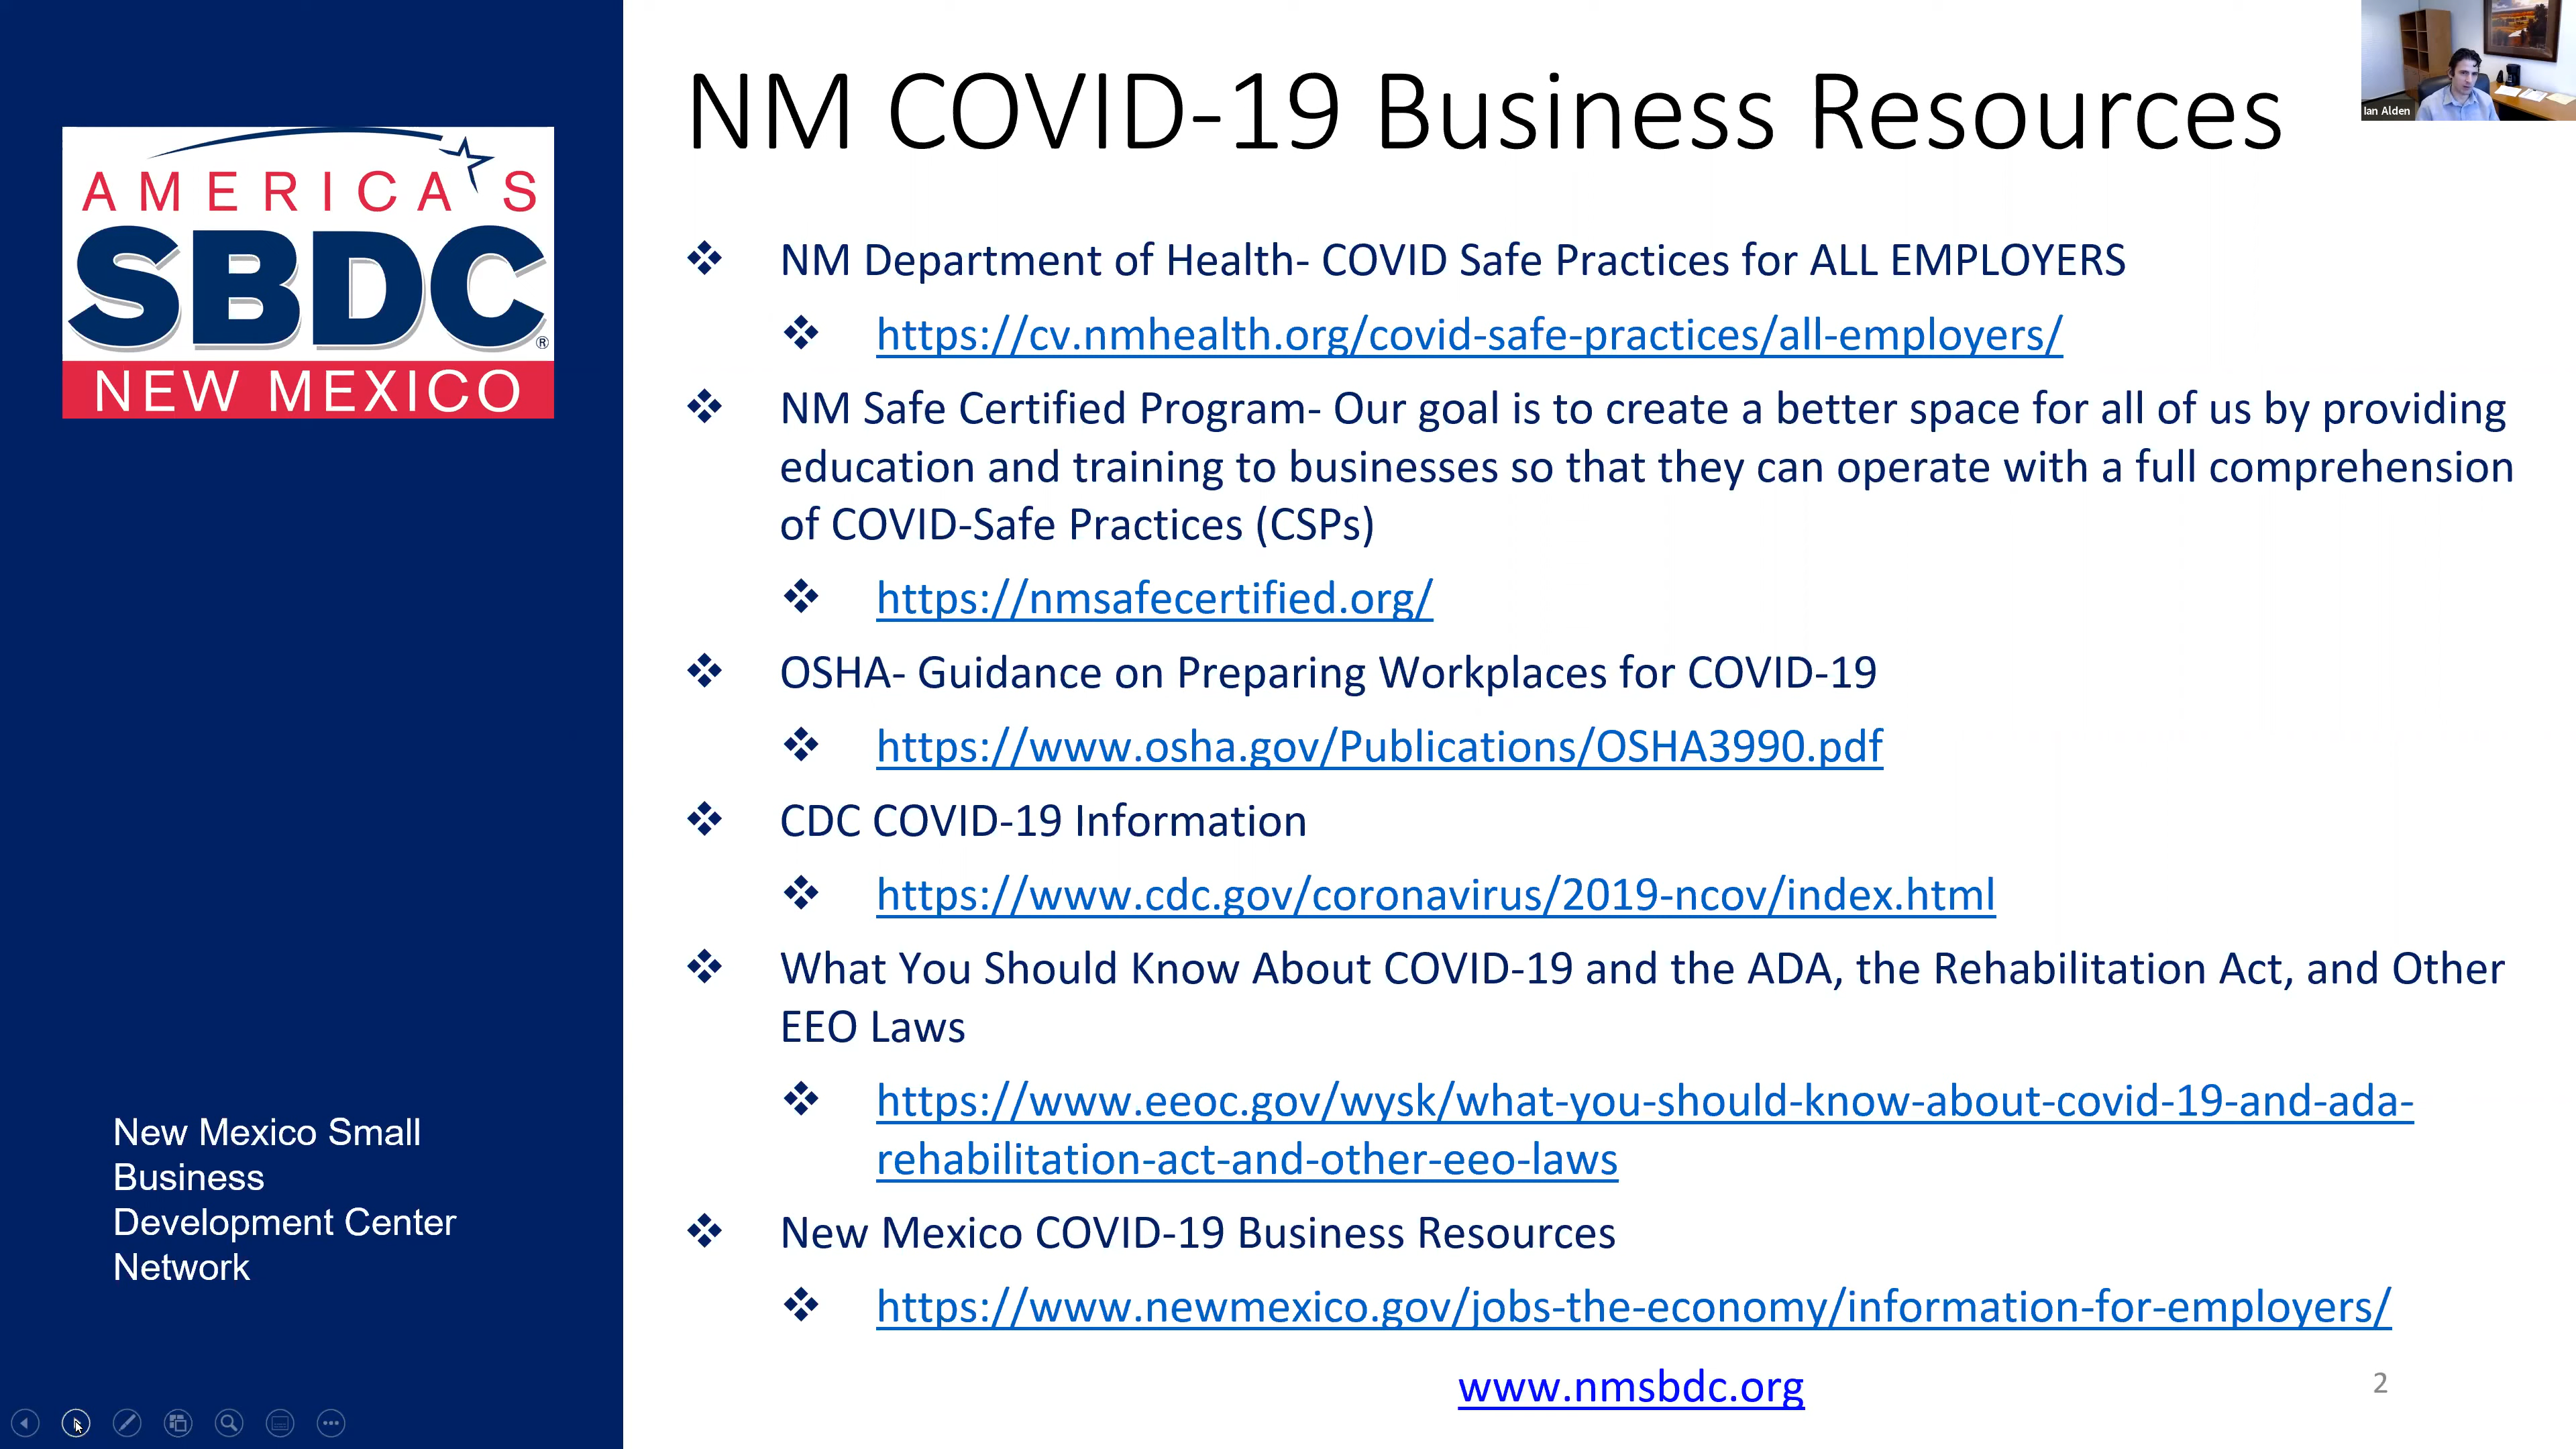 AMERICA'S
SBDC®
NEW MEXICO
New Mexico Small
Business
Development Center
Network
NM COVID-19 Business Resources
Ian Alden
❖ NM Department of Health- COVID Safe Practices for ALL EMPLOYERS
❖ https://cv.nmhealth.org/covid-safe-practices/all-employers/
❖ NM Safe Certified Program- Our goal is to create a better space for all of us by providing
education and training to businesses so that they can operate with a full comprehension
of COVID-Safe Practices (CSPs)
❖ https://nmsafecertified.org/
❖ OSHA- Guidance on Preparing Workplaces for COVID-19
❖ https://www.osha.gov/Publications/OSHA3990.pdf
❖ CDC COVID-19 Information
❖ https://www.cdc.gov/coronavirus/2019-ncov/index.html
❖ What You Should Know About COVID-19 and the ADA, the Rehabilitation Act, and Other
EEO Laws
❖ https://www.eeoc.gov/wysk/what-you-should-know-about-covid-19-and-ada-
rehabilitation-act-and-other-eeo-laws
❖ New Mexico COVID-19 Business Resources
❖ https://www.newmexico.gov/jobs-the-economy/information-for-employers/
www.nmsbdc.org
2